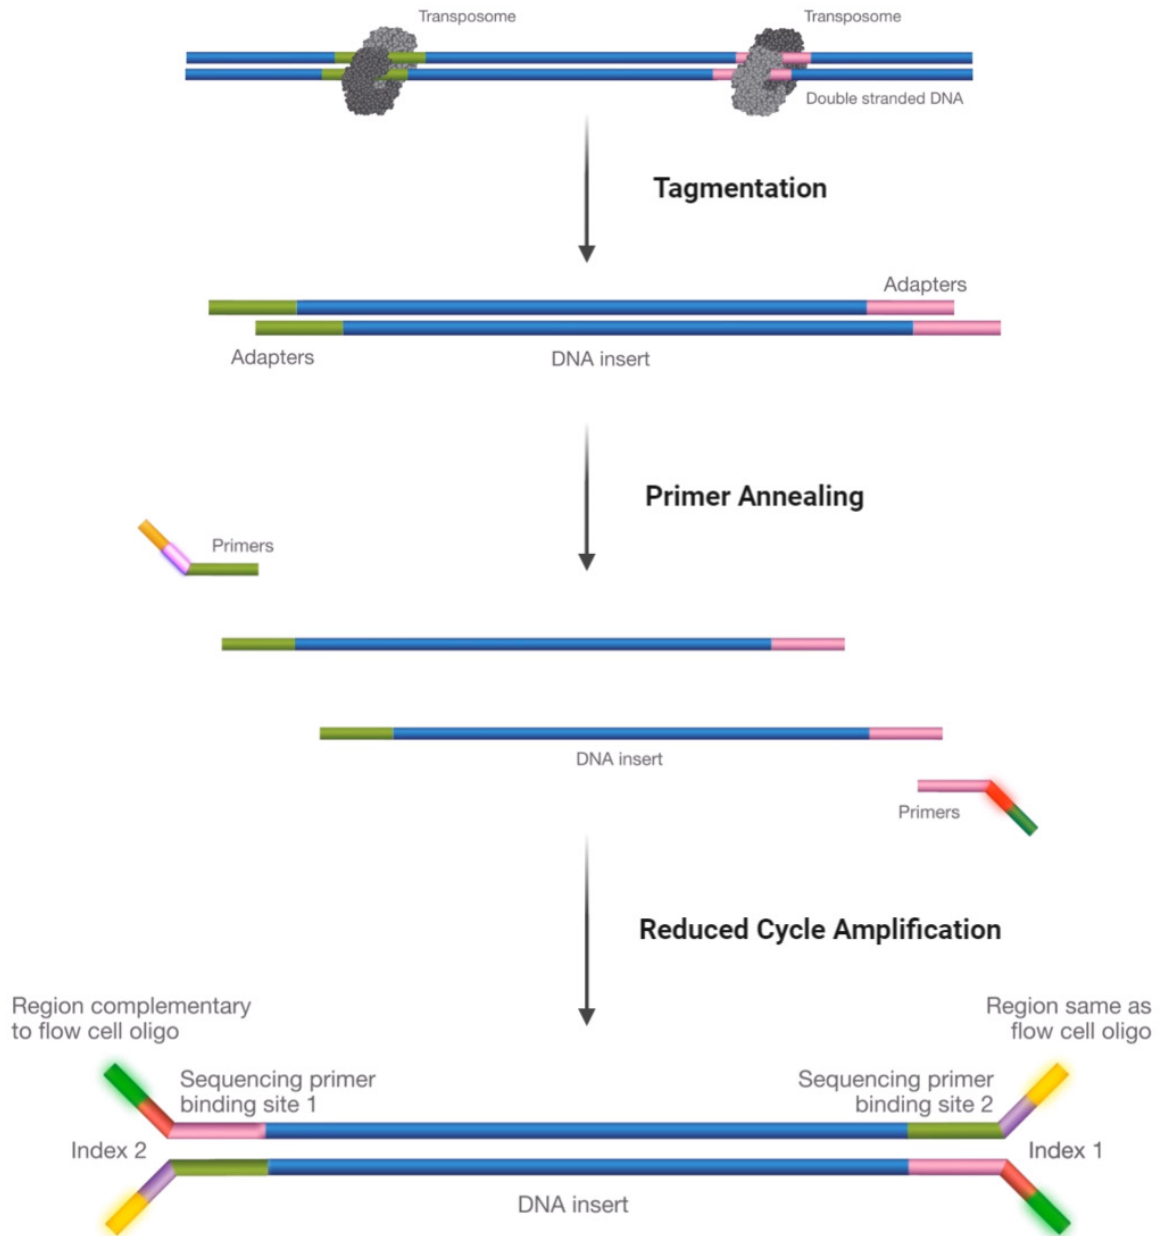 Transposome
Transposome
Double stranded DNA
Tagmentation
Adapters
Adapters
DNA insert
Primer Annealing
Primers
DNA insert
Primers
Reduced Cycle Amplification
Region complementary
to flow cell oligo
Region same as
flow cell oligo
Sequencing primer
binding site 1
Sequencing primer
binding site 2
Index 2
Index 1
DNA insert